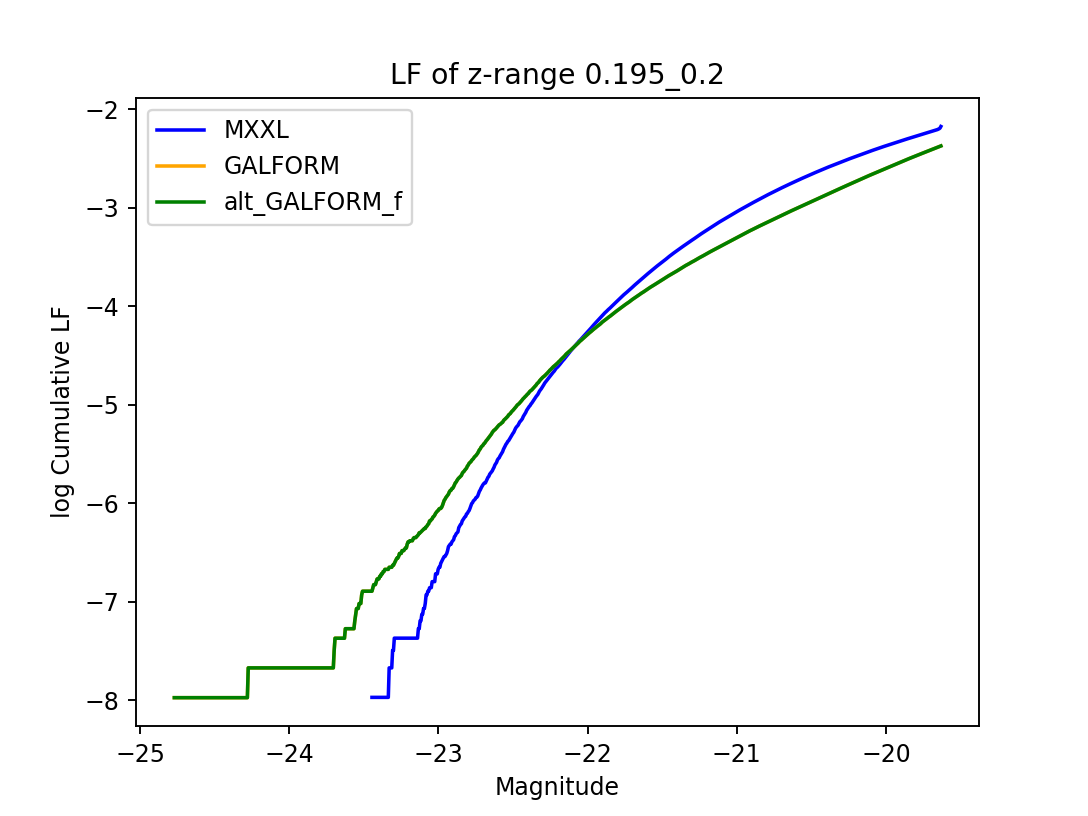 LF of z-range 0.195_0.2
MXXL
GALFORM
alt_GALFORM_f
log Cumulative LF
−2
−3
−4
−5
−6
−7
−8
−25 −24 −23 −22 −21 −20
Magnitude